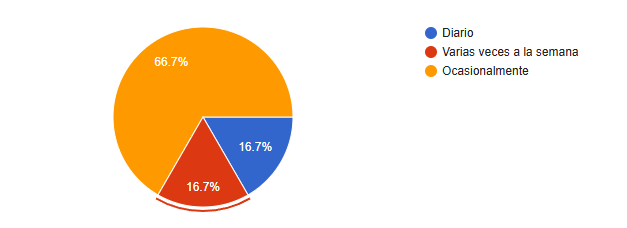 Diario
Varias veces a la semana
Ocasionalmente
66.7%
16.7%
16.7%